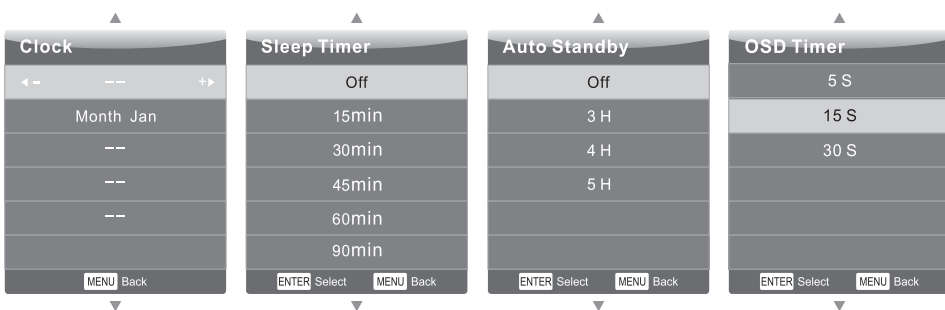 Clock
- -- +
Month Jan
--
--
--
MENU Back
Sleep Timer
Off
15min
30min
45min
60min
90min
ENTER Select MENU Back
Auto Standby
Off
3 H
4 H
5 H
ENTER Select MENU Back
OSD Timer
5 S
15 S
30 S
ENTER Select MENU Back